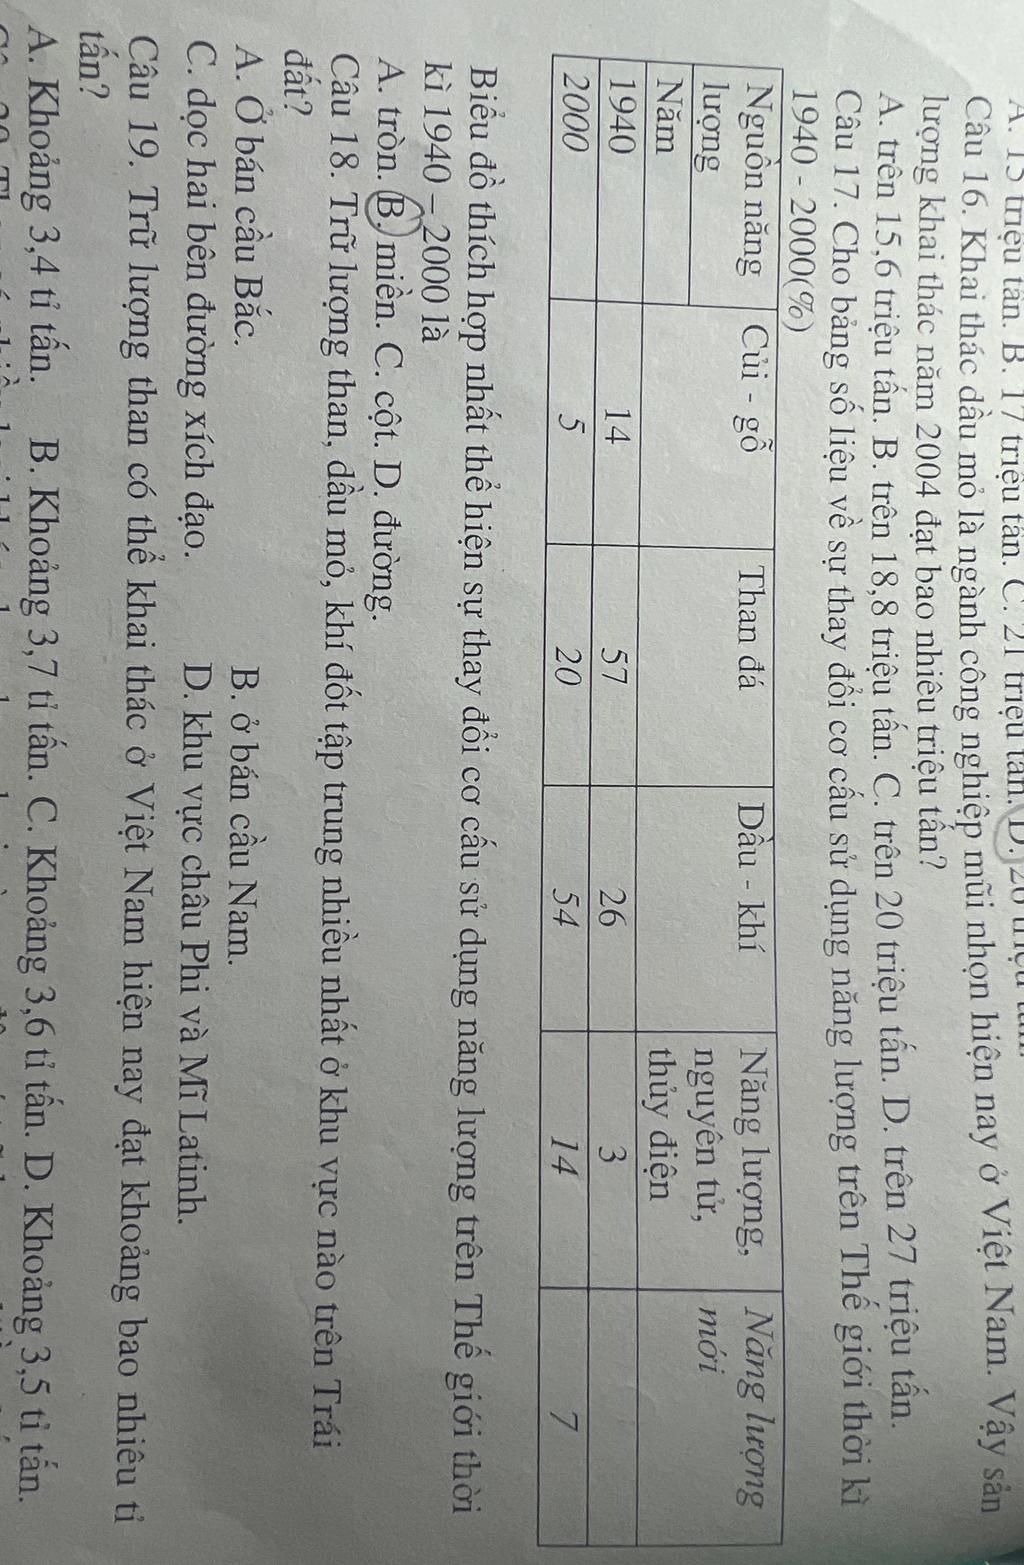 A. 15 triệu tấn. B. 17 triệu tấn. C. 21 triệu tấn. D.
Câu 16. Khai thác dầu mỏ là ngành công nghiệp mũi nhọn hiện nay ở Việt Nam. Vậy sản
lượng khai thác năm 2004 đạt bao nhiêu triệu tấn?
A. trên 15,6 triệu tấn. B. trên 18,8 triệu tấn. C. trên 20 triệu tấn. D. trên 27 triệu tấn.
Câu 17. Cho bảng số liệu về sự thay đổi cơ cấu sử dụng năng lượng trên Thế giới thời kì
1940 - 2000(%)
Nguồn năng Củi - gỗ Than đá Dầu - khí Năng lượng, Năng lượng
lượng nguyên tử, mới
Năm thủy điện
1940 14 57 26 3
2000 5 20 54 14 7
Biểu đồ thích hợp nhất thể hiện sự thay đổi cơ cấu sử dụng năng lượng trên Thế giới thời
kì 1940 – 2000 là
A. tròn. B. miền. C. cột. D. đường.
Câu 18. Trữ lượng than, dầu mỏ, khí đốt tập trung nhiều nhất ở khu vực nào trên Trái
đất?
A. Ở bán cầu Bắc. B. ở bán cầu Nam.
C. dọc hai bên đường xích đạo. D. khu vực châu Phi và Mĩ Latinh.
Câu 19. Trữ lượng than có thể khai thác ở Việt Nam hiện nay đạt khoảng bao nhiêu tỉ
tấn?
A. Khoảng 3,4 tỉ tấn. B. Khoảng 3,7 tỉ tấn. C. Khoảng 3,6 tỉ tấn. D. Khoảng 3,5 tỉ tấn.